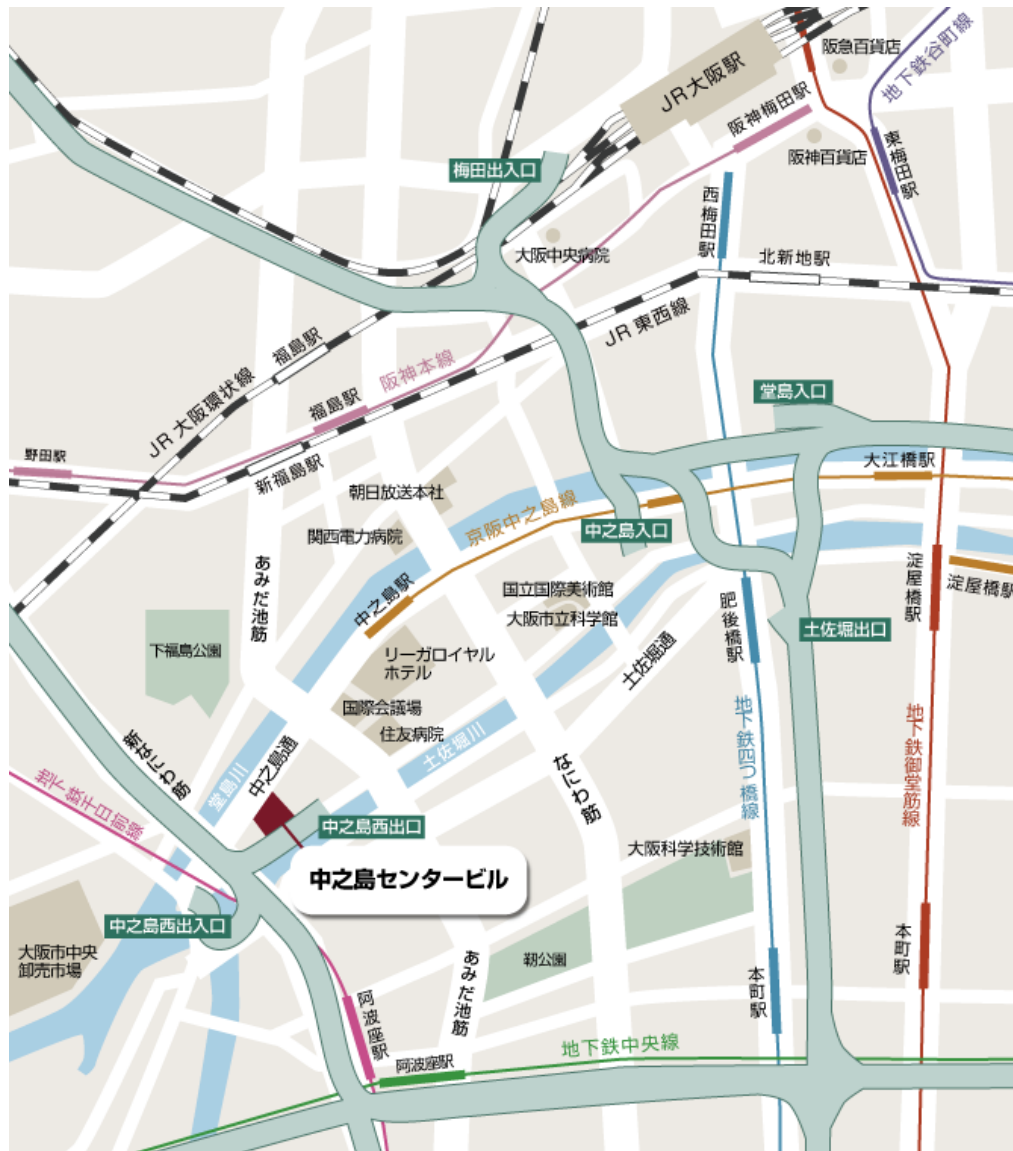 阪急百貨店
地下鉄谷町線
JR大阪駅
阪神梅田駅
阪神百貨店
東梅田駅
梅田出入口
西梅田駅
大阪中央病院
北新地駅
JR東西線
福島駅
阪神本線
JR大阪環状線
福島駅
堂島入口
野田駅
新福島駅
大江橋駅
朝日放送本社
京阪中之島線
中之島入口
関西電力病院
あみだ池筋
淀屋橋駅
淀屋橋駅
中之島駅
国立国際美術館
大阪市立科学館
肥後橋駅
土佐堀出口
下福島公園
リーガロイヤル
ホテル
土佐堀通
国際会議場
住友病院
土佐堀川
地下鉄四つ橋線
地下鉄御堂筋線
新なにわ筋
中之島通
堂島川
なにわ筋
地下鉄千日前線
中之島西出口
大阪科学技術館
中之島センタービル
中之島西出入口
大阪市中央
卸売市場
靭公園
あみだ池筋
本町駅
本町駅
阿波座駅
阿波座駅
地下鉄中央線